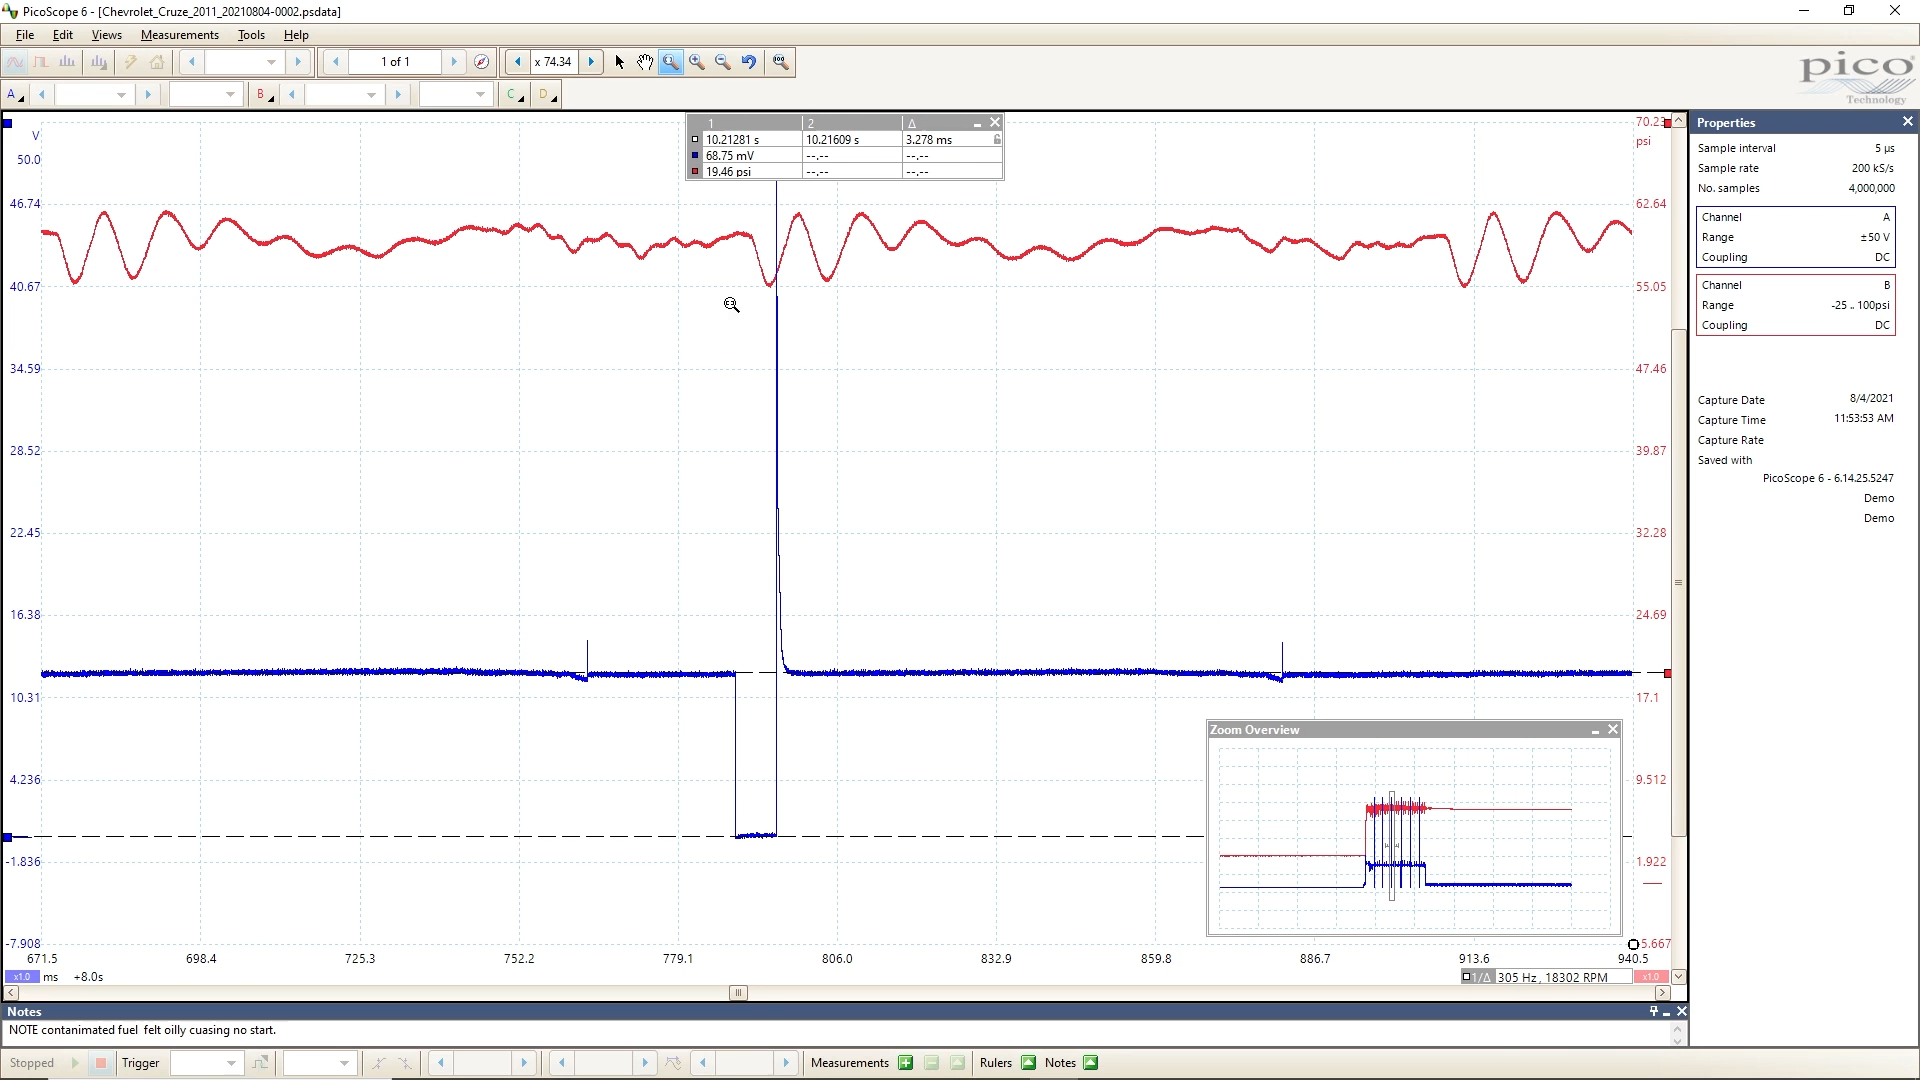 PicoScope 6 - [Chevrolet_Cruze_2011_20210804-0002.psdata]
File Edit Views Measurements Tools Help
1 of 1 x 74.34
A B C D
pico
Technology
1 2 Δ
10.21281 s 10.21609 s 3.278 ms
68.75 mV --.-- --.--
19.46 psi --.-- --.--
V
50.0
46.74
40.67
34.59
28.52
22.45
16.38
10.31
4.236
-1.836
-7.908
70.23
psi
62.64
55.05
47.46
39.87
32.28
24.69
17.1
9.512
1.922
5.667
Zoom Overview
671.5 698.4 725.3 752.2 779.1 806.0 832.9 859.8 886.7 913.6 940.5
x1.0 ms +8.0s
1/Δ 305 Hz, 18302 RPM x1.0
Properties
Sample interval 5 µs
Sample rate 200 kS/s
No. samples 4,000,000
Channel A
Range ±50 V
Coupling DC
Channel B
Range -25 .. 100psi
Coupling DC
Capture Date 8/4/2021
Capture Time 11:53:53 AM
Capture Rate
Saved with
PicoScope 6 - 6.14.25.5247
Demo
Demo
Notes
NOTE contanimated fuel felt oilly cuasing no start.
Stopped Trigger Measurements Rulers Notes